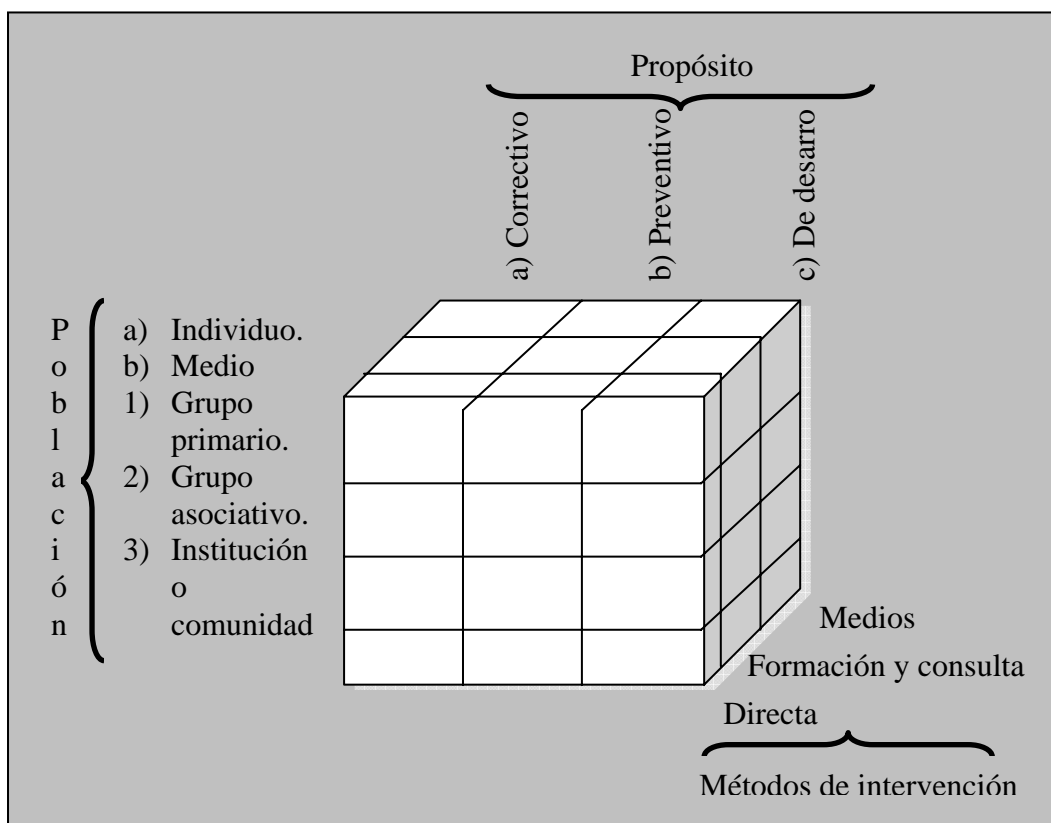 Propósito
a) Correctivo
b) Preventivo
c) De desarro
Población
a) Individuo.
b) Medio
1) Grupo
primario.
2) Grupo
asociativo.
3) Institución
o
comunidad
Medios
Formación y consulta
Directa
Métodos de intervención